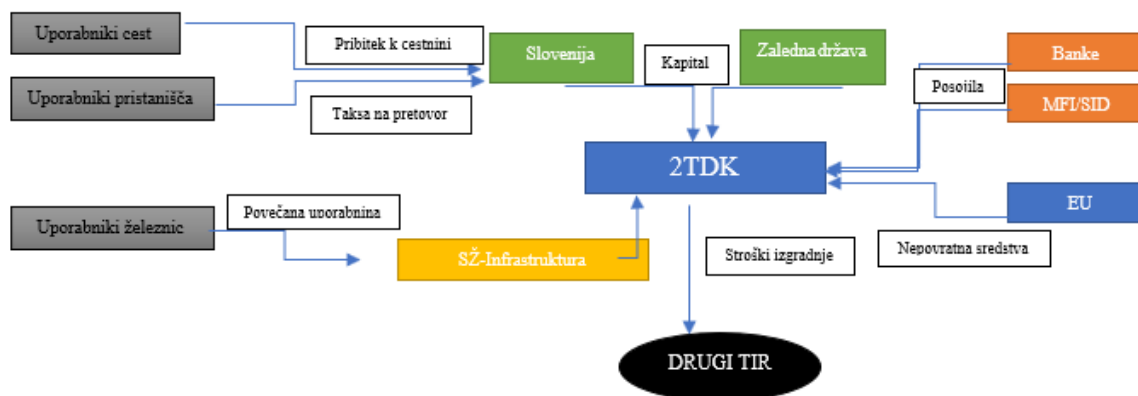 Uporabniki cest
Pribitek k cestnini
Slovenija
Kapital
Zaledna država
Banke
Uporabniki pristanišča
Taksa na pretovor
Posojila
MFI/SID
2TDK
Uporabniki železnic
Povečana uporabnina
SŽ-Infrastruktura
Stroški izgradnje
Nepovratna sredstva
EU
DRUGI TIR